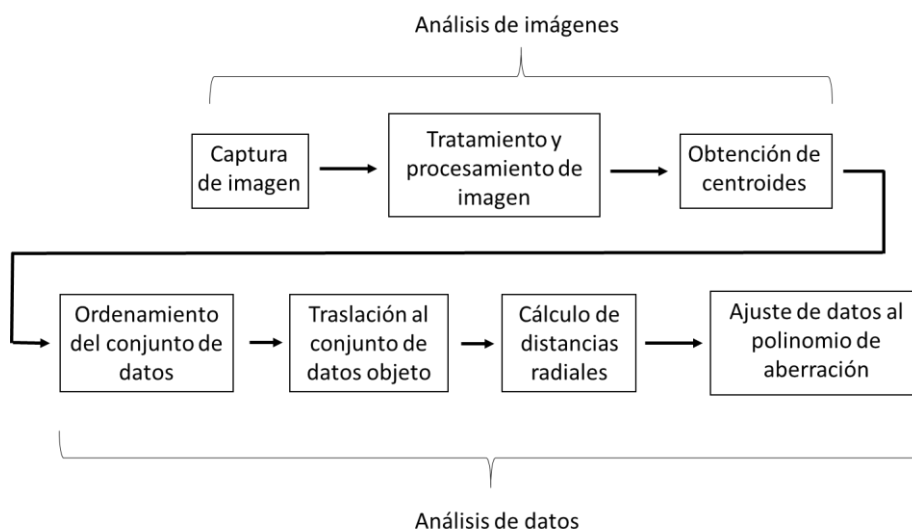 Análisis de imágenes
Captura
de imagen
Tratamiento y
procesamiento de
imagen
Obtención de
centroides
Ordenamiento
del conjunto de
datos
Traslación al
conjunto de
datos objeto
Cálculo de
distancias
radiales
Ajuste de datos al
polinomio de
aberración
Análisis de datos